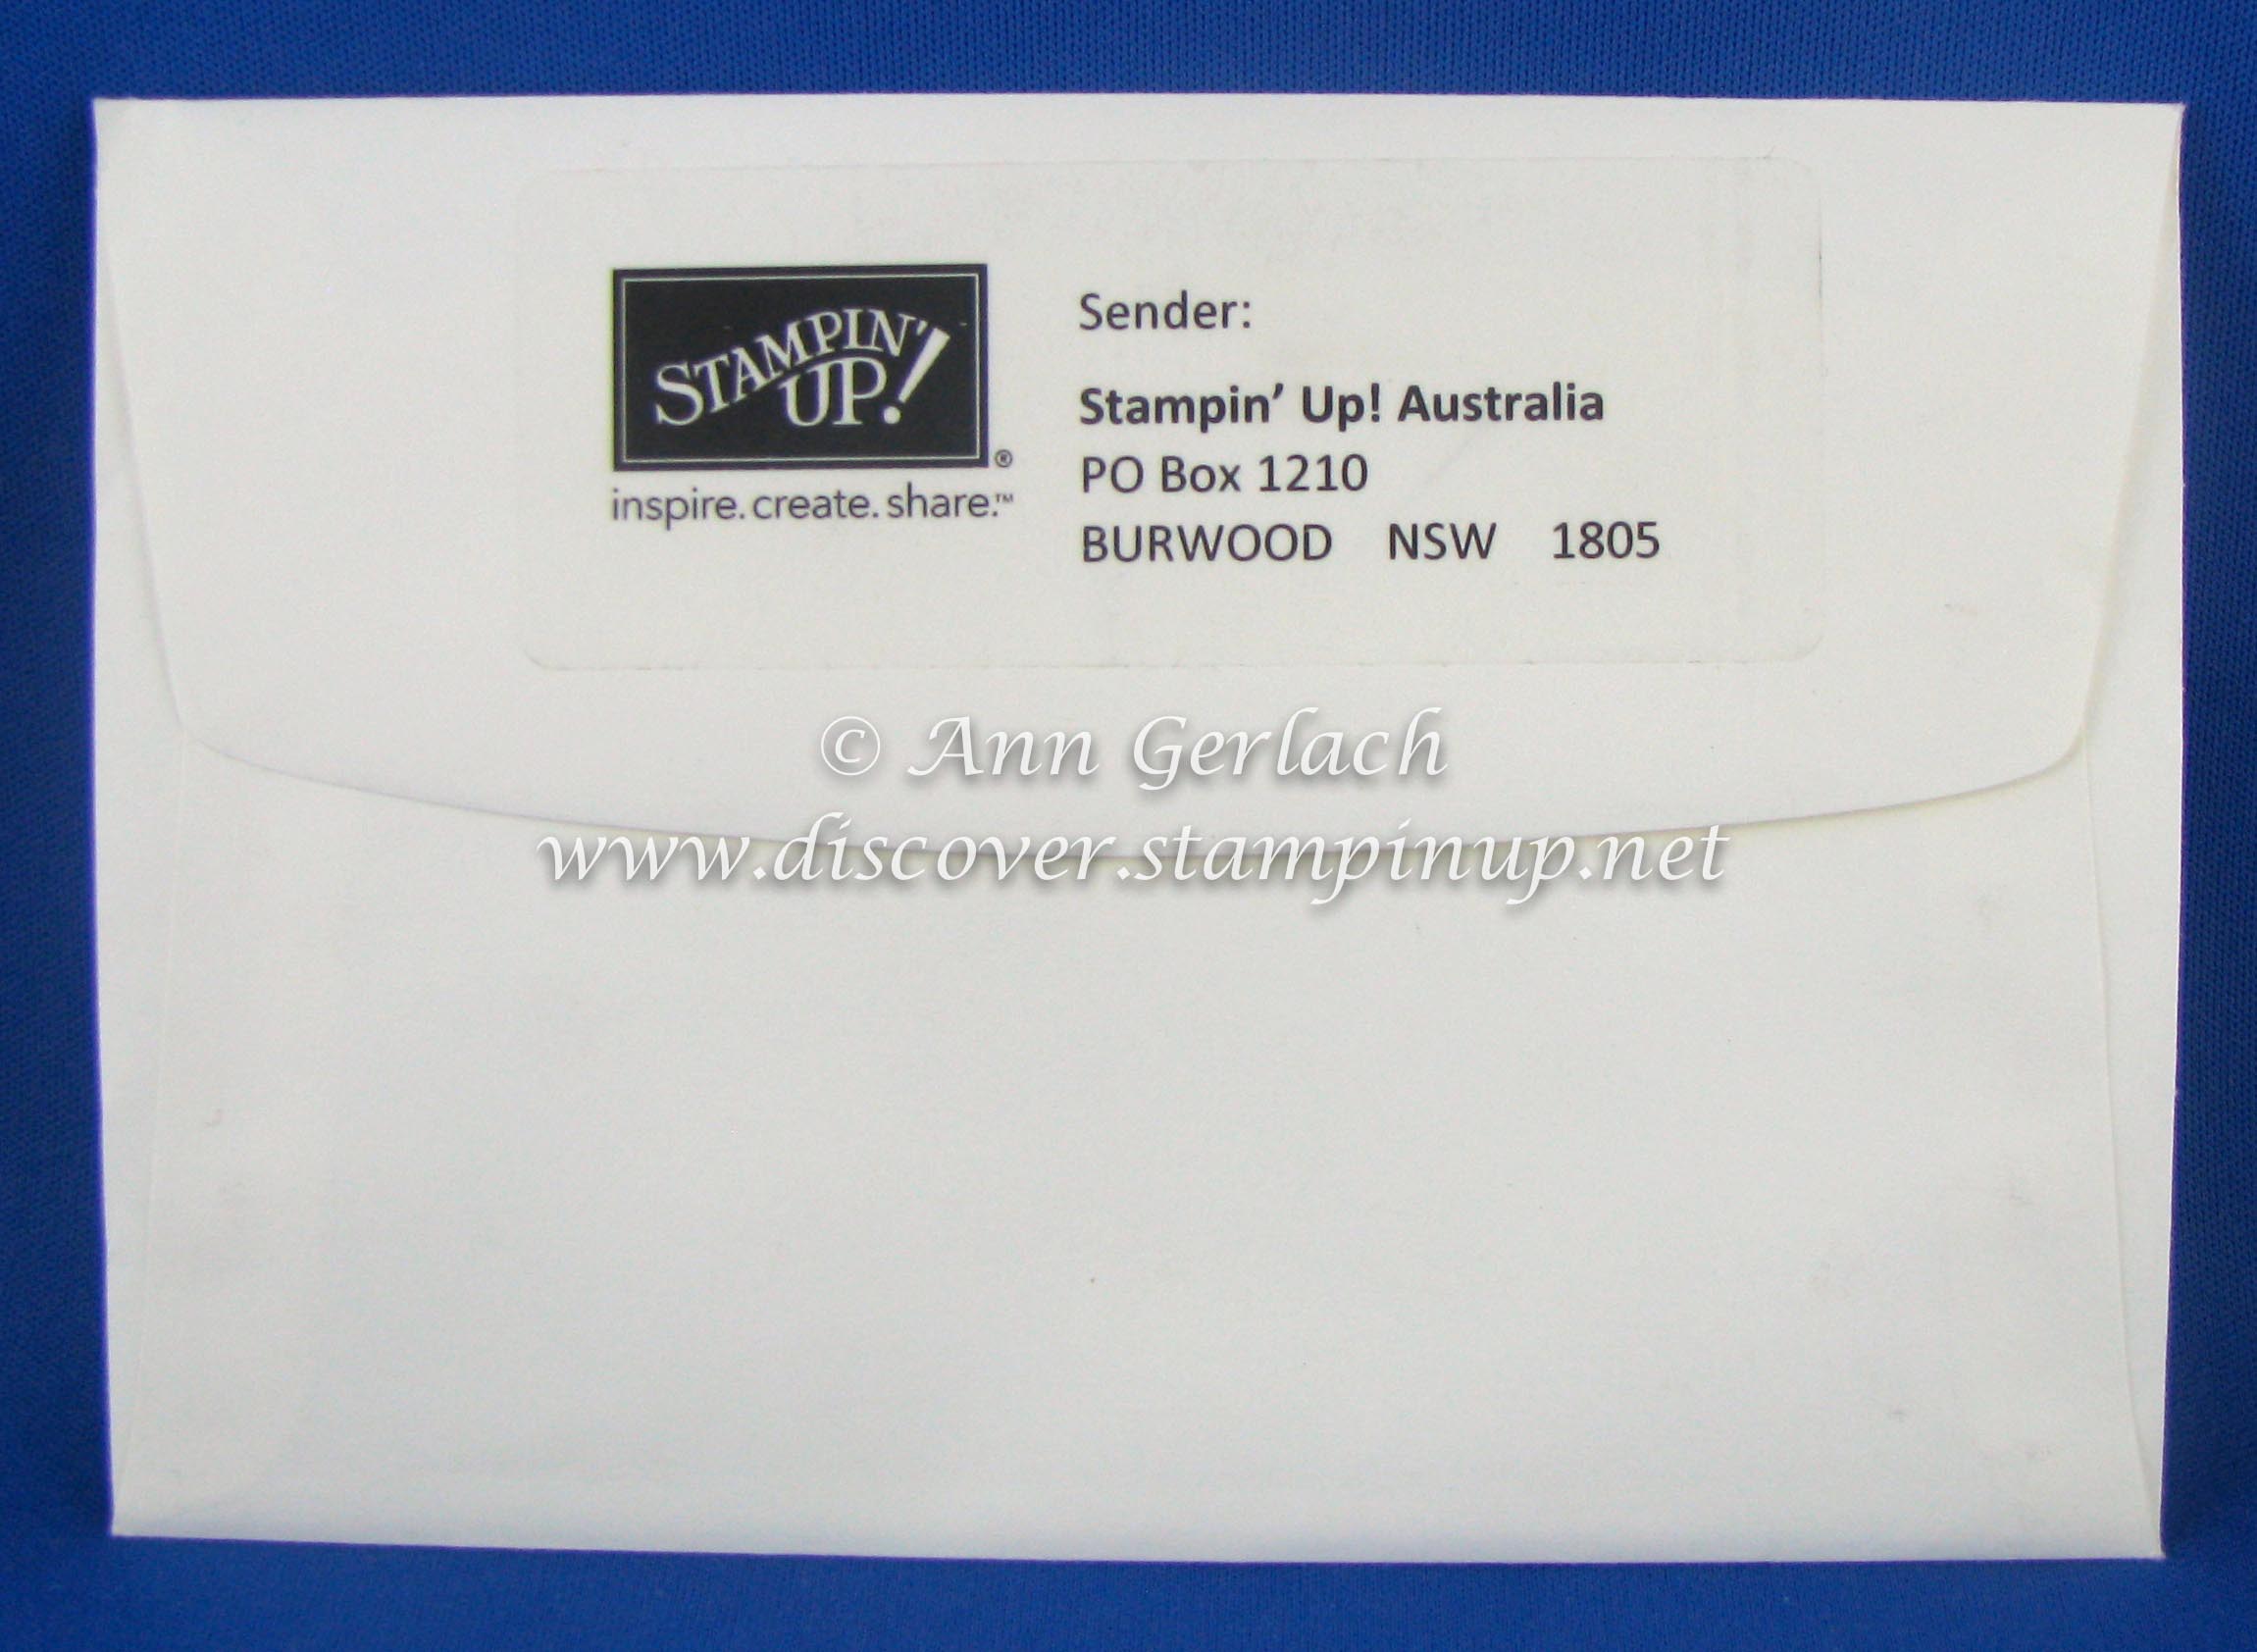 STAMPIN' UP!®
inspire.create.share.™
Sender:
Stampin’ Up! Australia
PO Box 1210
BURWOOD NSW 1805
© Ann Gerlach
www.discover.stampinup.net